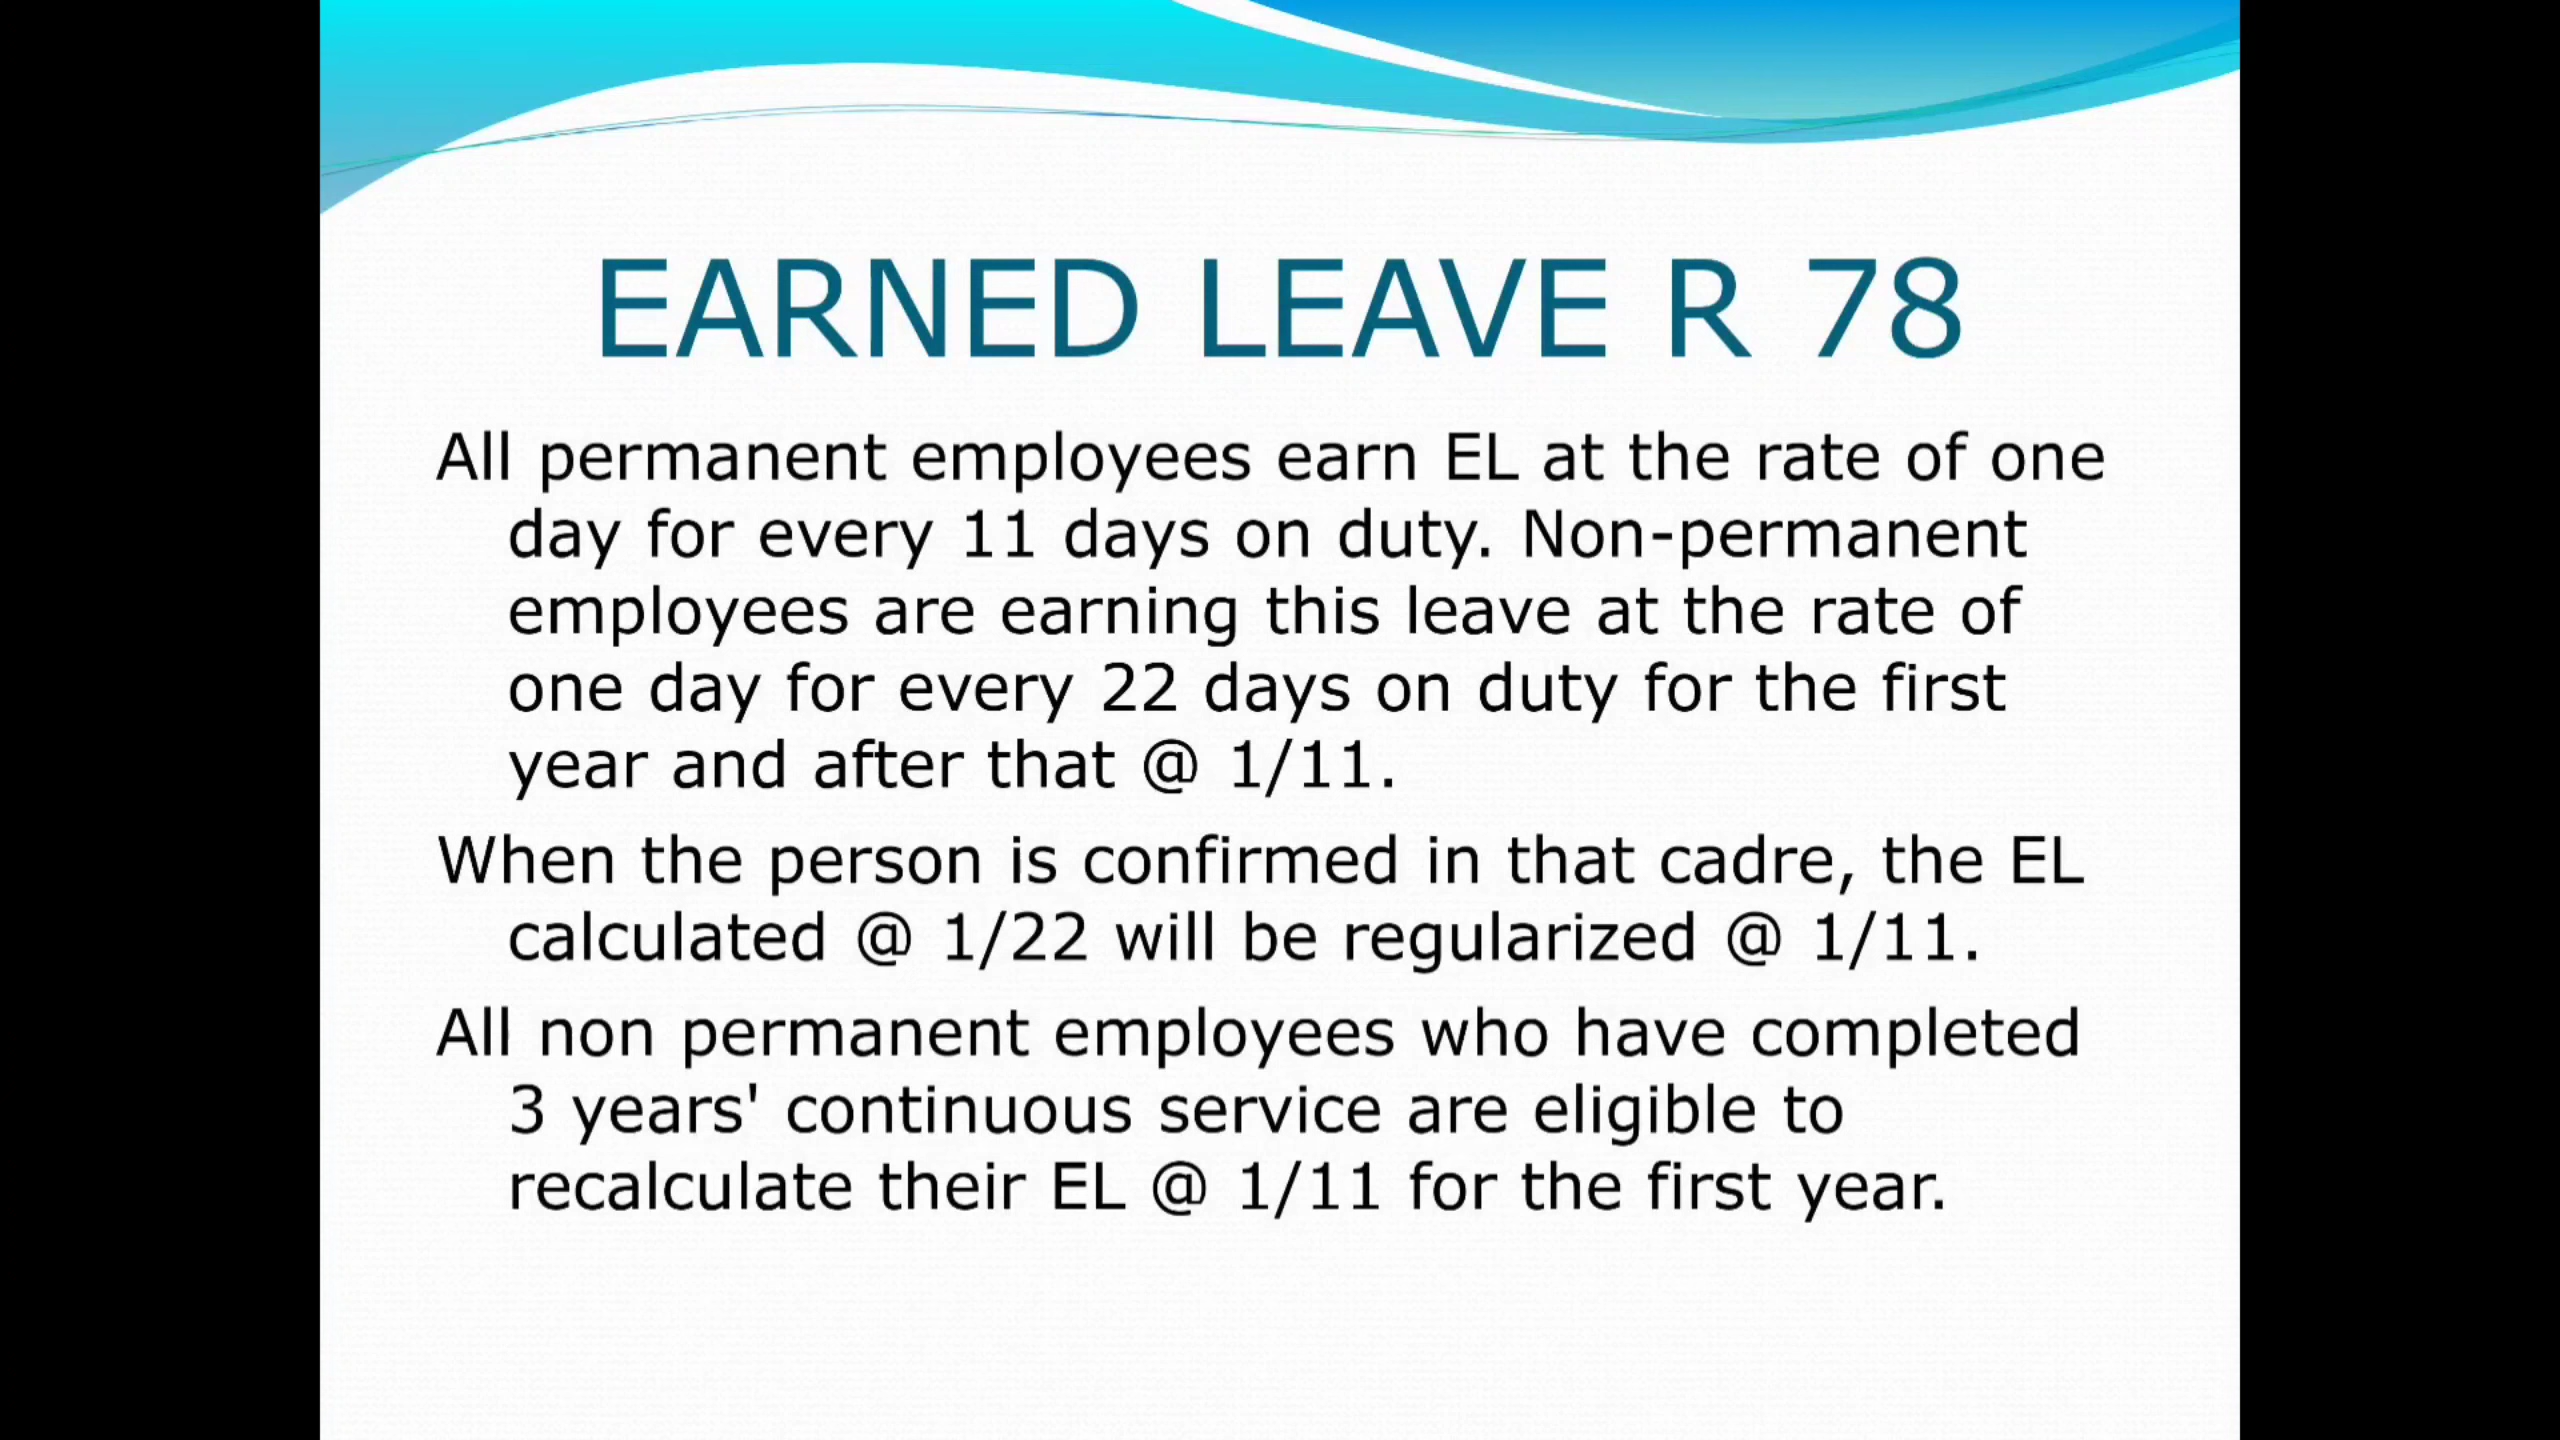 EARNED LEAVE R 78
All permanent employees earn EL at the rate of one
day for every 11 days on duty. Non-permanent
employees are earning this leave at the rate of
one day for every 22 days on duty for the first
year and after that @ 1/11.
When the person is confirmed in that cadre, the EL
calculated @ 1/22 will be regularized @ 1/11.
All non permanent employees who have completed
3 years' continuous service are eligible to
recalculate their EL @ 1/11 for the first year.